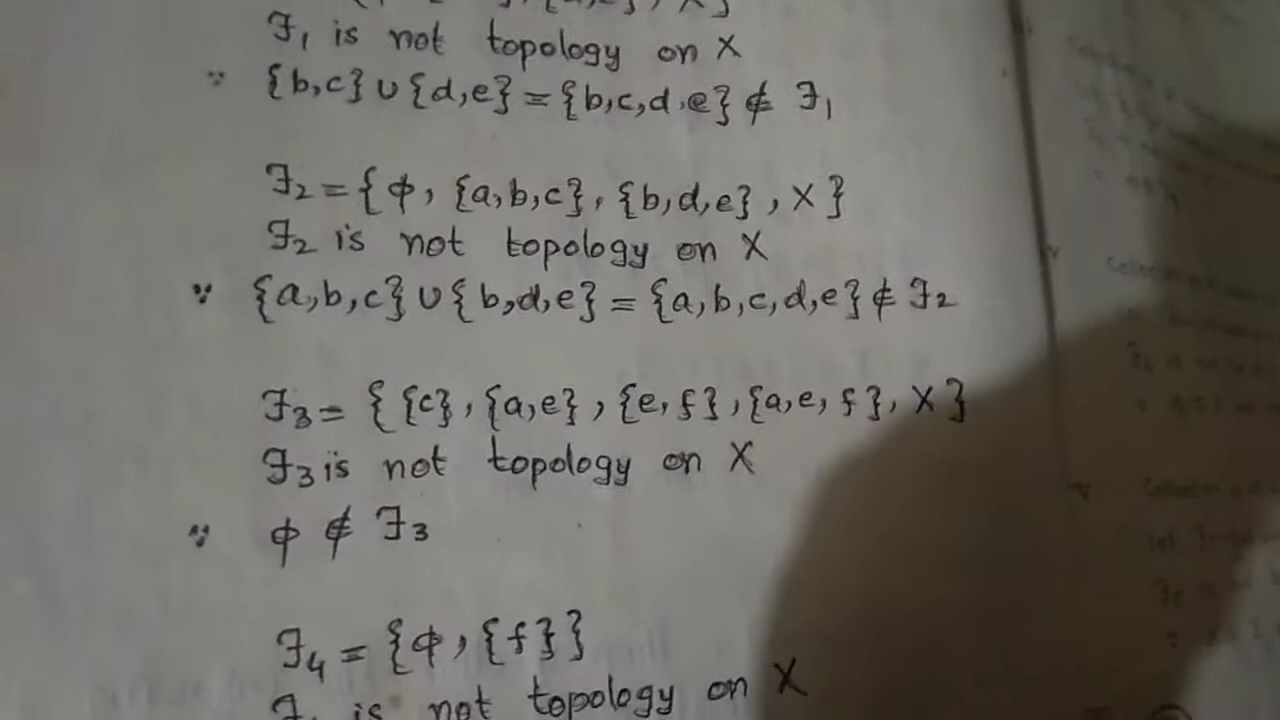 ℑ₁ is not topology on X
∵ {b,c} ∪ {d,e} = {b,c,d,e} ∉ ℑ₁
ℑ₂ = {φ, {a,b,c}, {b,d,e}, X}
ℑ₂ is not topology on X
∵ {a,b,c} ∪ {b,d,e} = {a,b,c,d,e} ∉ ℑ₂
ℑ₃ = {{c}, {a,e}, {e,f}, {a,e,f}, X}
ℑ₃ is not topology on X
∵ φ ∉ ℑ₃
ℑ₄ = {φ, {f}}
is not topology on X